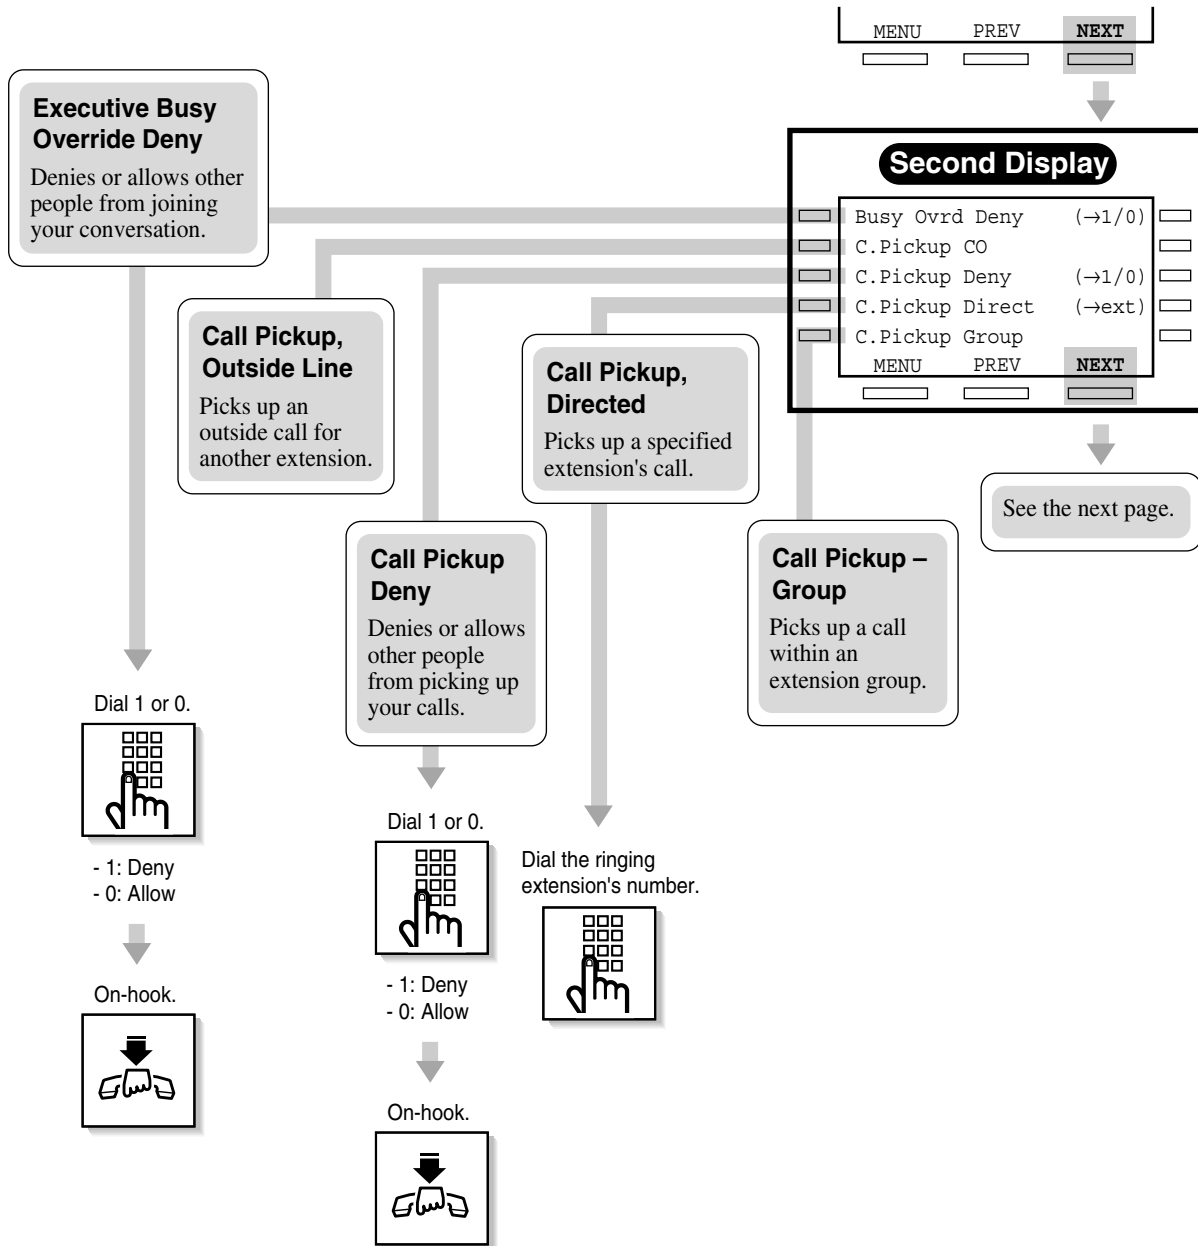 MENU PREV NEXT
Executive Busy
Override Deny
Denies or allows other
people from joining
your conversation.
Second Display
Busy Ovrd Deny (→1/0)
C.Pickup CO
C.Pickup Deny (→1/0)
C.Pickup Direct (→ext)
C.Pickup Group
MENU PREV NEXT
Call Pickup,
Outside Line
Picks up an
outside call for
another extension.
Call Pickup,
Directed
Picks up a specified
extension's call.
See the next page.
Call Pickup
Deny
Denies or allows
other people
from picking up
your calls.
Call Pickup –
Group
Picks up a call
within an
extension group.
Dial 1 or 0.
- 1: Deny
- 0: Allow
On-hook.
Dial 1 or 0.
- 1: Deny
- 0: Allow
On-hook.
Dial the ringing
extension's number.